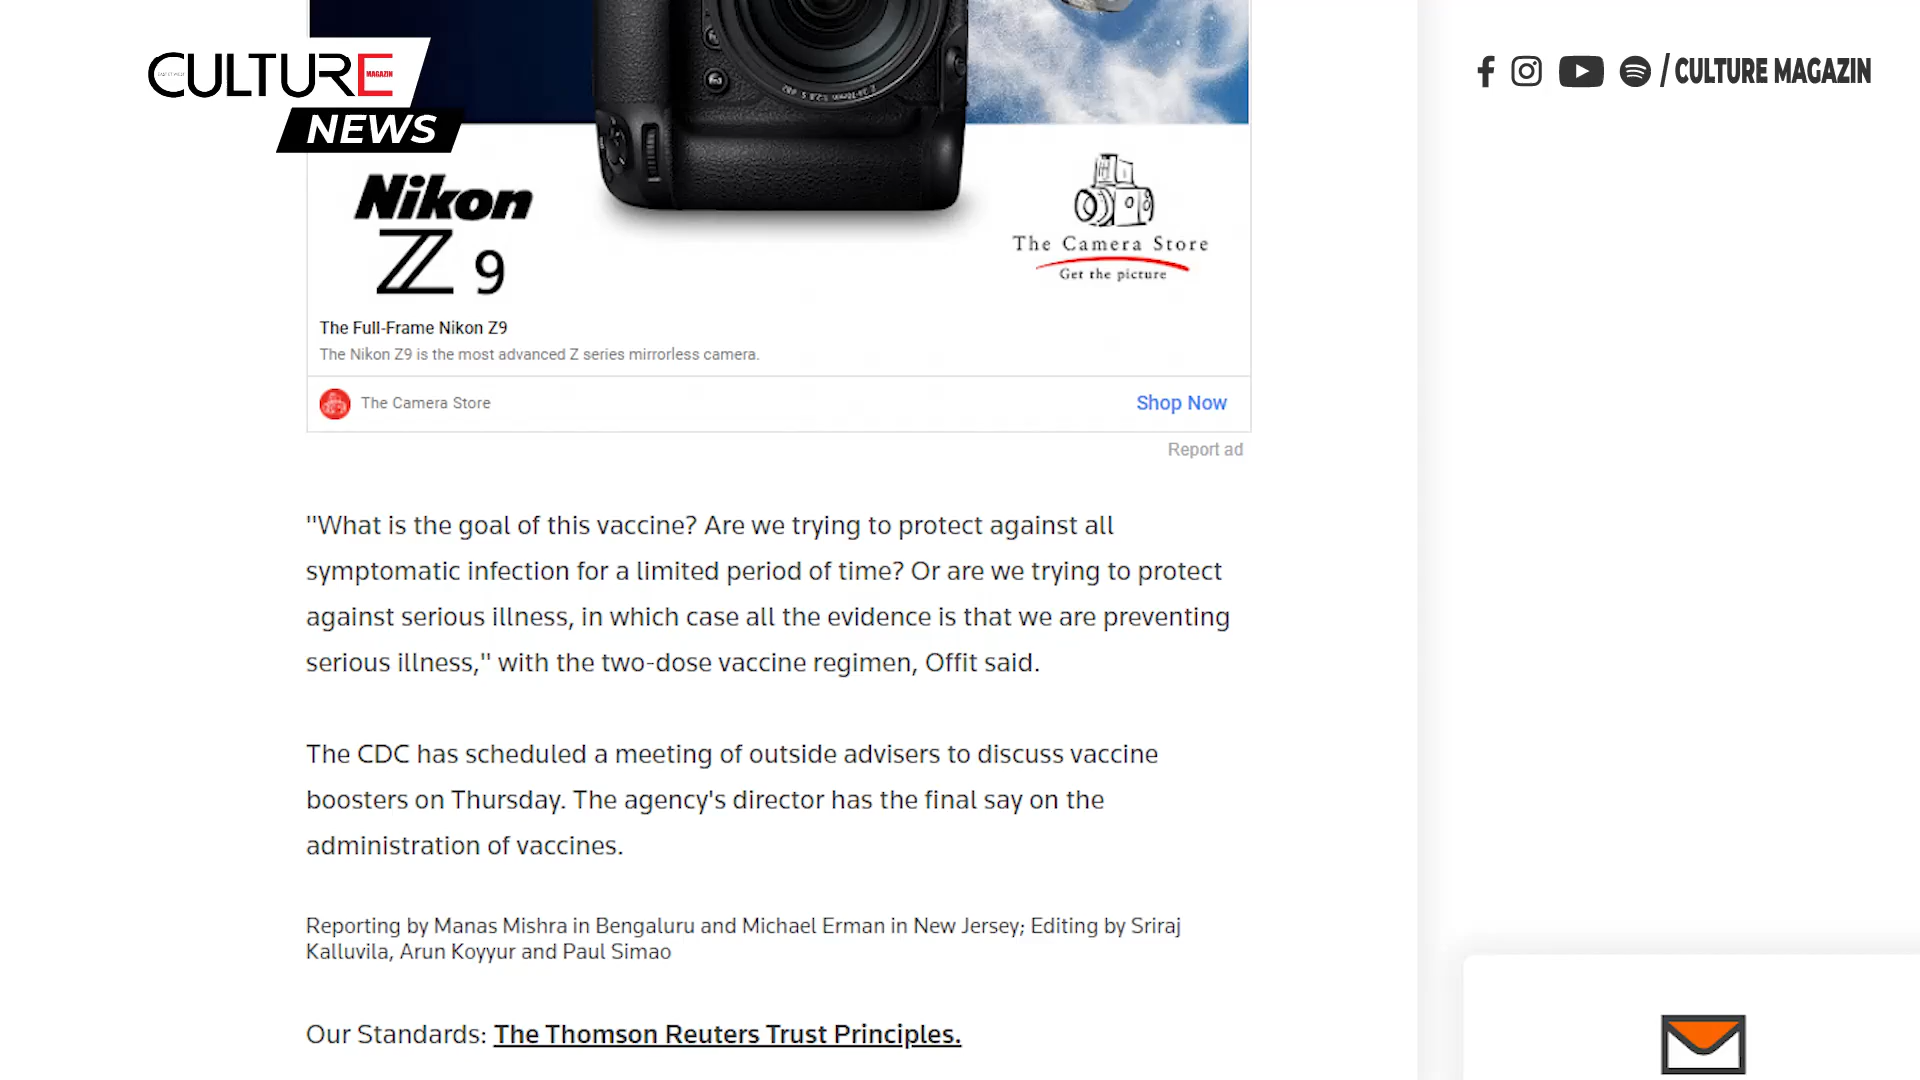 CULTURE
MAGAZIN
NEWS
/ CULTURE MAGAZIN
Nikon
Z 9
The Camera Store
Get the picture
The Full-Frame Nikon Z9
The Nikon Z9 is the most advanced Z series mirrorless camera.
The Camera Store
Shop Now
Report ad
"What is the goal of this vaccine? Are we trying to protect against all
symptomatic infection for a limited period of time? Or are we trying to protect
against serious illness, in which case all the evidence is that we are preventing
serious illness," with the two-dose vaccine regimen, Offit said.
The CDC has scheduled a meeting of outside advisers to discuss vaccine
boosters on Thursday. The agency's director has the final say on the
administration of vaccines.
Reporting by Manas Mishra in Bengaluru and Michael Erman in New Jersey; Editing by Sriraj
Kalluvila, Arun Koyyur and Paul Simao
Our Standards: The Thomson Reuters Trust Principles.